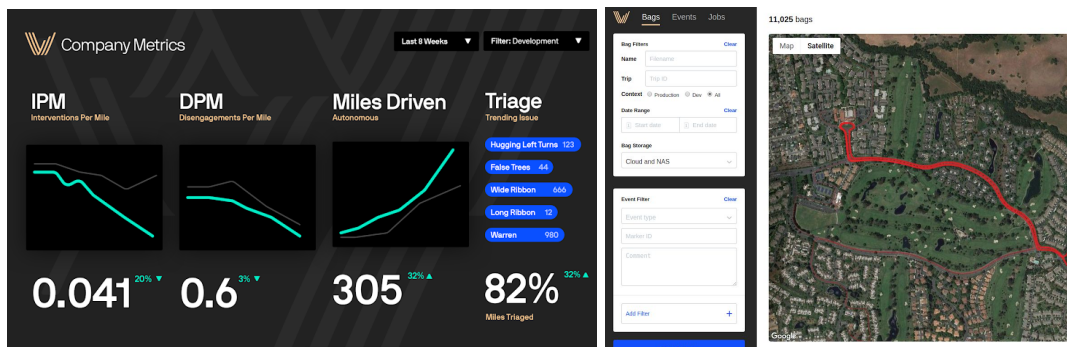 Company Metrics
Last 8 Weeks
Filter: Development
IPM
Interventions Per Mile
DPM
Disengagements Per Mile
Miles Driven
Autonomous
Triage
Trending Issue
Hugging Left Turns 123
False Trees 44
Wide Ribbon 666
Long Ribbon 12
Warren 980
0.041 20%
0.6 3%
305 32%
82% 32%
Miles Triaged
Bags Events Jobs
Bag Filters Clear
Name Filename
Trip Trip ID
Context Production Dev All
Date Range Clear
Start date End date
Bag Storage
Cloud and NAS
Event Filter Clear
Event type
Marker ID
Comment
Add Filter +
11,025 bags
Map Satellite
Google